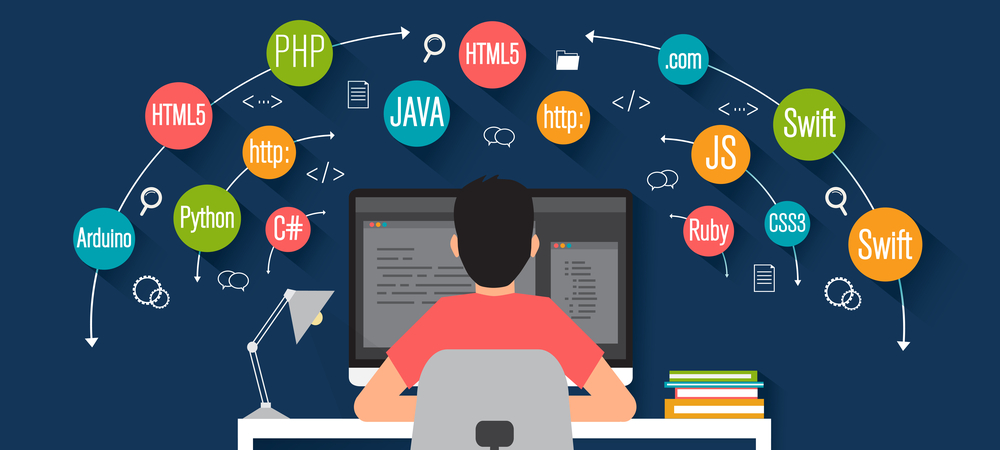 PHP
HTML5
.com
HTML5
JAVA
http:
Swift
http:
JS
Arduino
Python
C#
Ruby
CSS3
Swift